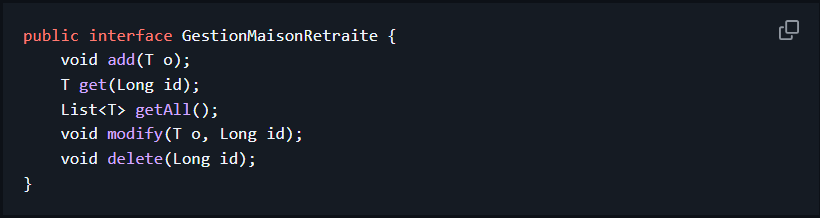 public interface GestionMaisonRetraite {
    void add(T o);
    T get(Long id);
    List<T> getAll();
    void modify(T o, Long id);
    void delete(Long id);
}